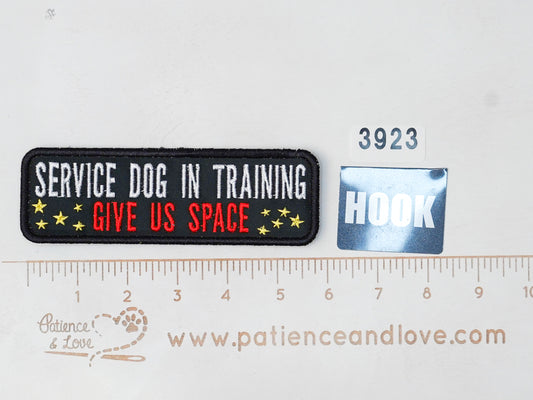 SERVICE DOG IN TRAINING
GIVE US SPACE
3923
HOOK
1 2 3 4 5 6 7 8 9 10
Patience
& Love
www.patienceandlove.com